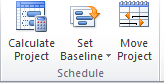 Calculate Set Move
Project Baseline Project
Schedule